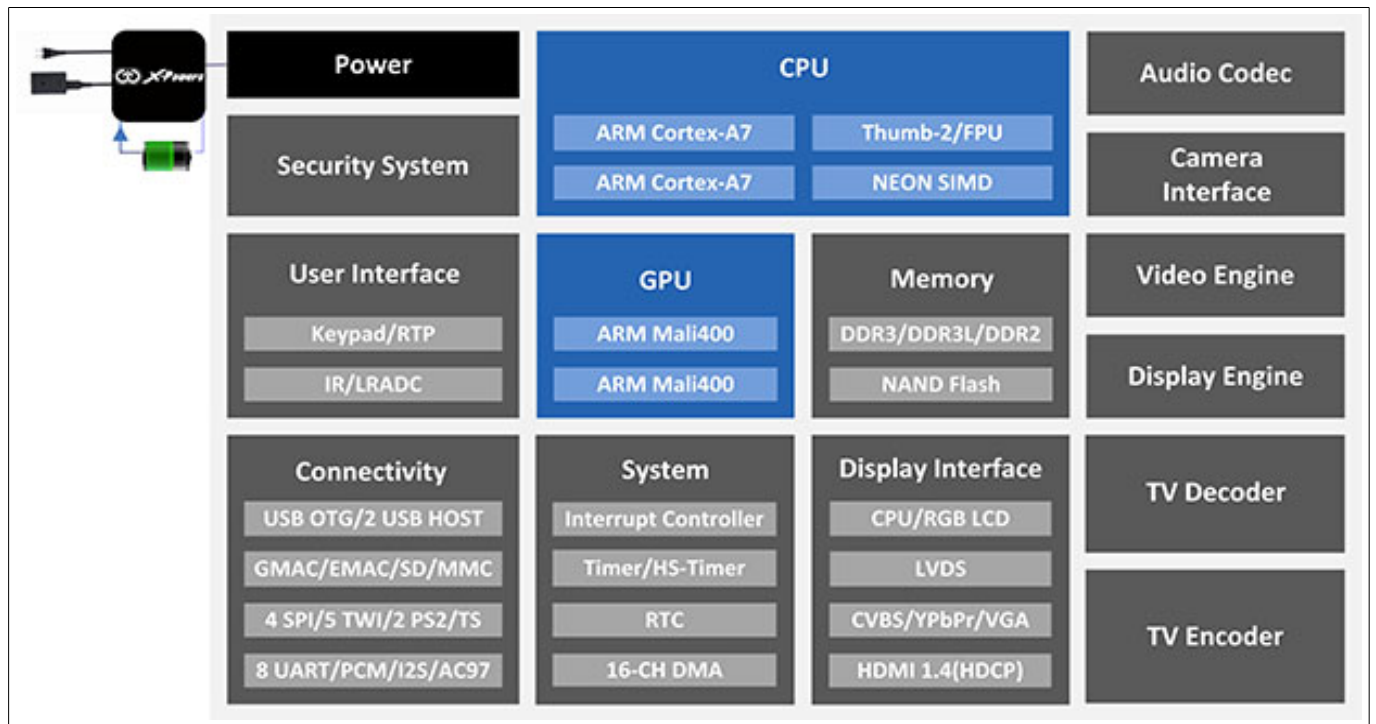 X-Powers
Power
Security System
CPU
ARM Cortex-A7
Thumb-2/FPU
ARM Cortex-A7
NEON SIMD
Audio Codec
Camera
Interface
User Interface
Keypad/RTP
IR/LRADC
GPU
ARM Mali400
ARM Mali400
Memory
DDR3/DDR3L/DDR2
NAND Flash
Video Engine
Display Engine
Connectivity
USB OTG/2 USB HOST
GMAC/EMAC/SD/MMC
4 SPI/5 TWI/2 PS2/TS
8 UART/PCM/I2S/AC97
System
Interrupt Controller
Timer/HS-Timer
RTC
16-CH DMA
Display Interface
CPU/RGB LCD
LVDS
CVBS/YPbPr/VGA
HDMI 1.4(HDCP)
TV Decoder
TV Encoder